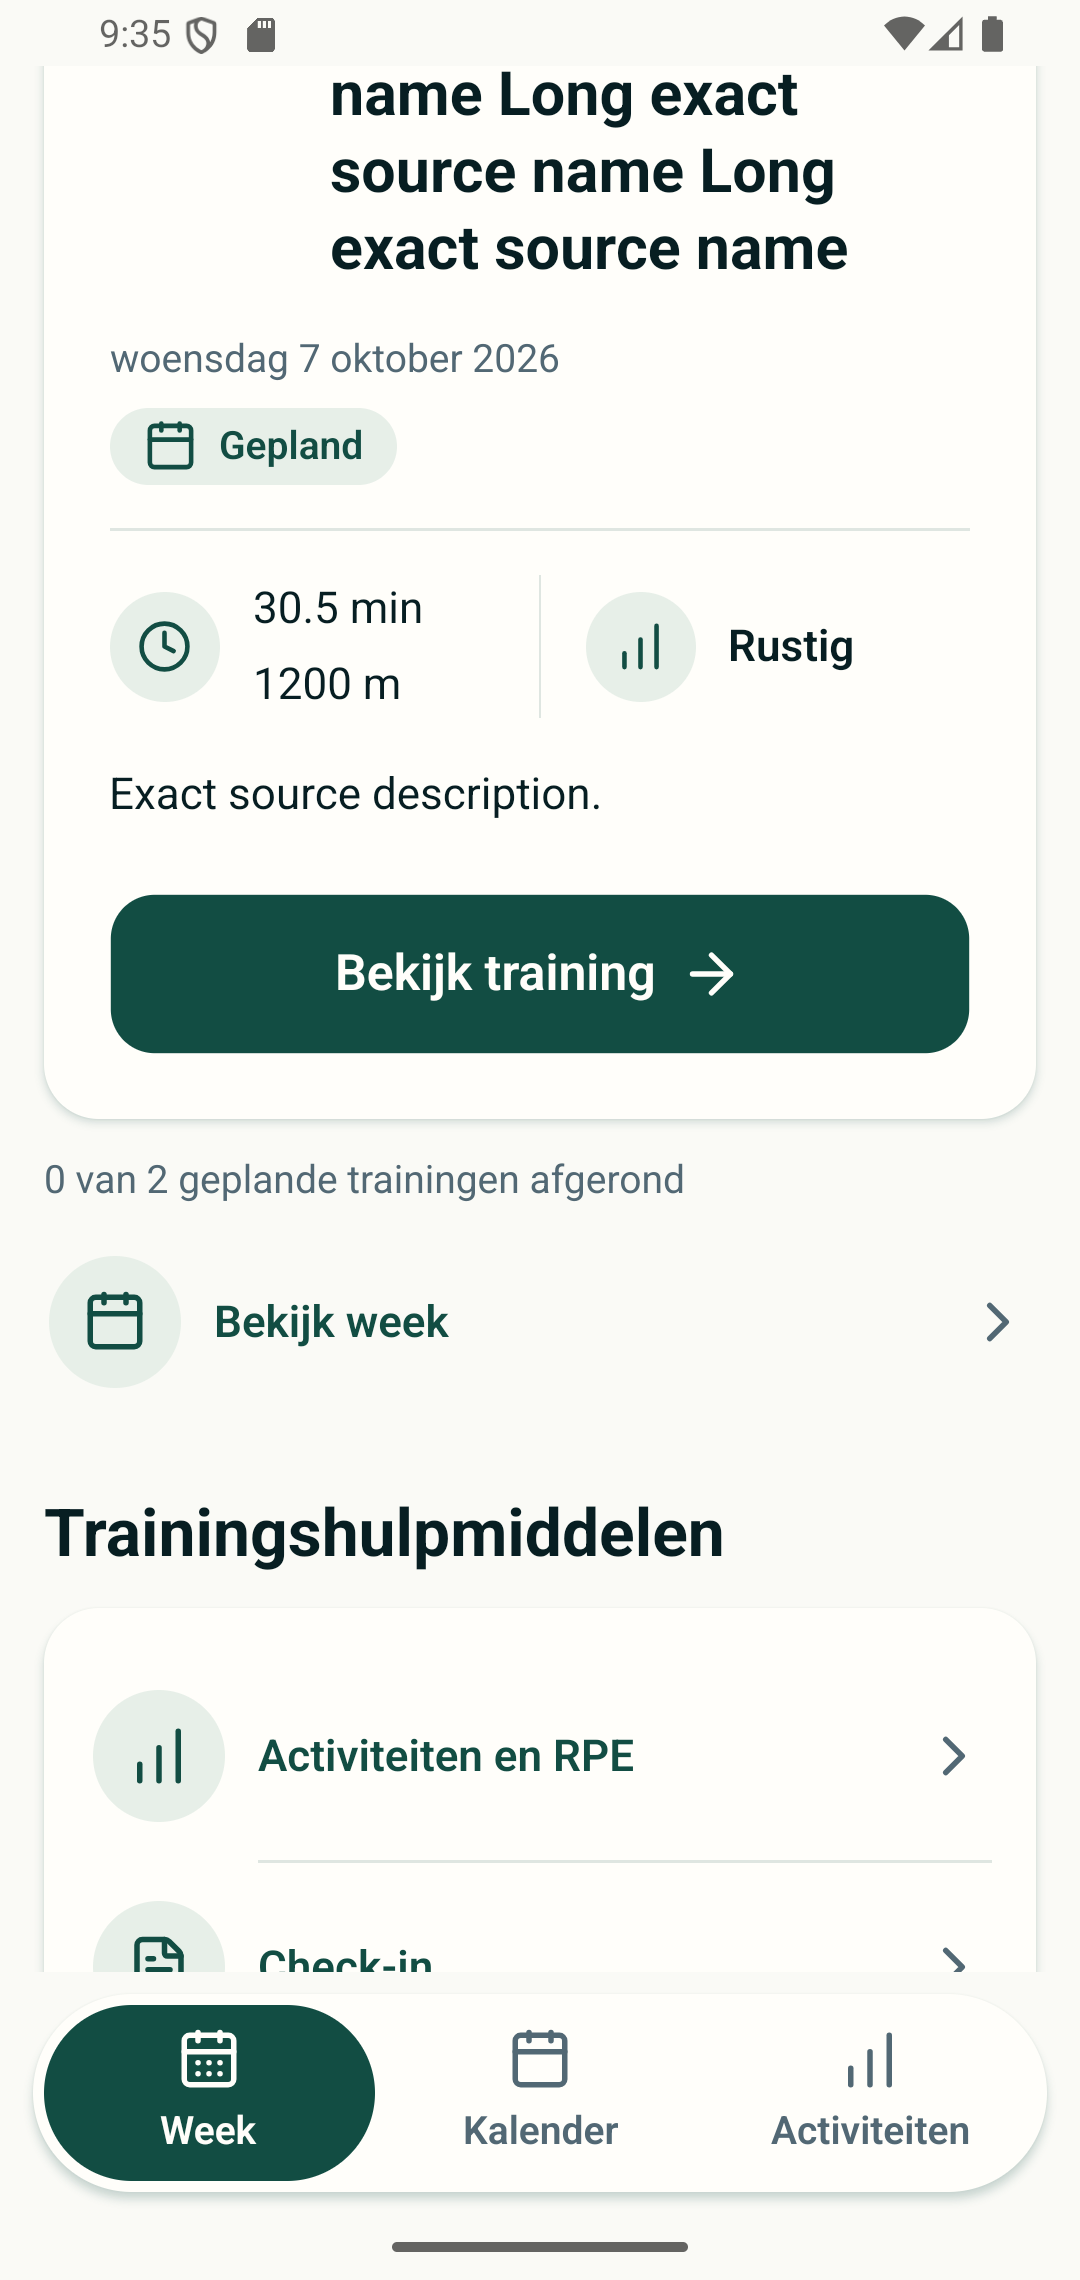 9:35
name Long exact
source name Long
exact source name
woensdag 7 oktober 2026
Gepland
30.5 min
1200 m
Rustig
Exact source description.
Bekijk training
0 van 2 geplande trainingen afgerond
Bekijk week
Trainingshulpmiddelen
Activiteiten en RPE
Check-in
Week
Kalender
Activiteiten